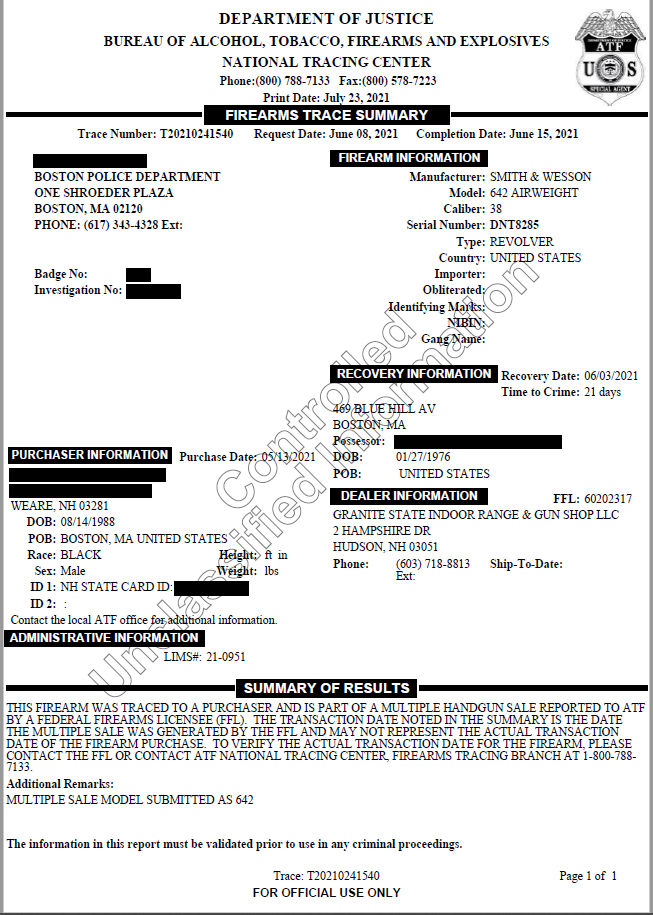 DEPARTMENT OF JUSTICE
BUREAU OF ALCOHOL, TOBACCO, FIREARMS AND EXPLOSIVES
NATIONAL TRACING CENTER
Phone:(800) 788-7133 Fax:(800) 578-7223
Print Date: July 23, 2021
ATF
U S
SPECIAL AGENT
FIREARMS TRACE SUMMARY
Trace Number: T20210241540 Request Date: June 08, 2021 Completion Date: June 15, 2021
BOSTON POLICE DEPARTMENT
ONE SHROEDER PLAZA
BOSTON, MA 02120
PHONE: (617) 343-4328 Ext:
Badge No:
Investigation No:
FIREARM INFORMATION
Manufacturer: SMITH & WESSON
Model: 642 AIRWEIGHT
Caliber: 38
Serial Number: DNT8285
Type: REVOLVER
Country: UNITED STATES
Importer:
Obliterated:
Identifying Marks:
NIBIN:
Gang Name:
RECOVERY INFORMATION Recovery Date: 06/03/2021
Time to Crime: 21 days
469 BLUE HILL AV
BOSTON, MA
Possessor:
DOB: 01/27/1976
POB: UNITED STATES
PURCHASER INFORMATION Purchase Date: 05/13/2021
WEARE, NH 03281
DOB: 08/14/1988
POB: BOSTON, MA UNITED STATES
Race: BLACK Height: ft in
Sex: Male Weight: lbs
ID 1: NH STATE CARD ID:
ID 2: :
Contact the local ATF office for additional information.
DEALER INFORMATION FFL: 60202317
GRANITE STATE INDOOR RANGE & GUN SHOP LLC
2 HAMPSHIRE DR
HUDSON, NH 03051
Phone: (603) 718-8813 Ship-To-Date:
Ext:
ADMINISTRATIVE INFORMATION
LIMS#: 21-0951
Controlled
Unclassified Information
SUMMARY OF RESULTS
THIS FIREARM WAS TRACED TO A PURCHASER AND IS PART OF A MULTIPLE HANDGUN SALE REPORTED TO ATF
BY A FEDERAL FIREARMS LICENSEE (FFL). THE TRANSACTION DATE NOTED IN THE SUMMARY IS THE DATE
THE MULTIPLE SALE WAS GENERATED BY THE FFL AND MAY NOT REPRESENT THE ACTUAL TRANSACTION
DATE OF THE FIREARM PURCHASE. TO VERIFY THE ACTUAL TRANSACTION DATE FOR THE FIREARM, PLEASE
CONTACT THE FFL OR CONTACT ATF NATIONAL TRACING CENTER, FIREARMS TRACING BRANCH AT 1-800-788-
7133.
Additional Remarks:
MULTIPLE SALE MODEL SUBMITTED AS 642
The information in this report must be validated prior to use in any criminal proceedings.
Trace: T20210241540 Page 1 of 1
FOR OFFICIAL USE ONLY